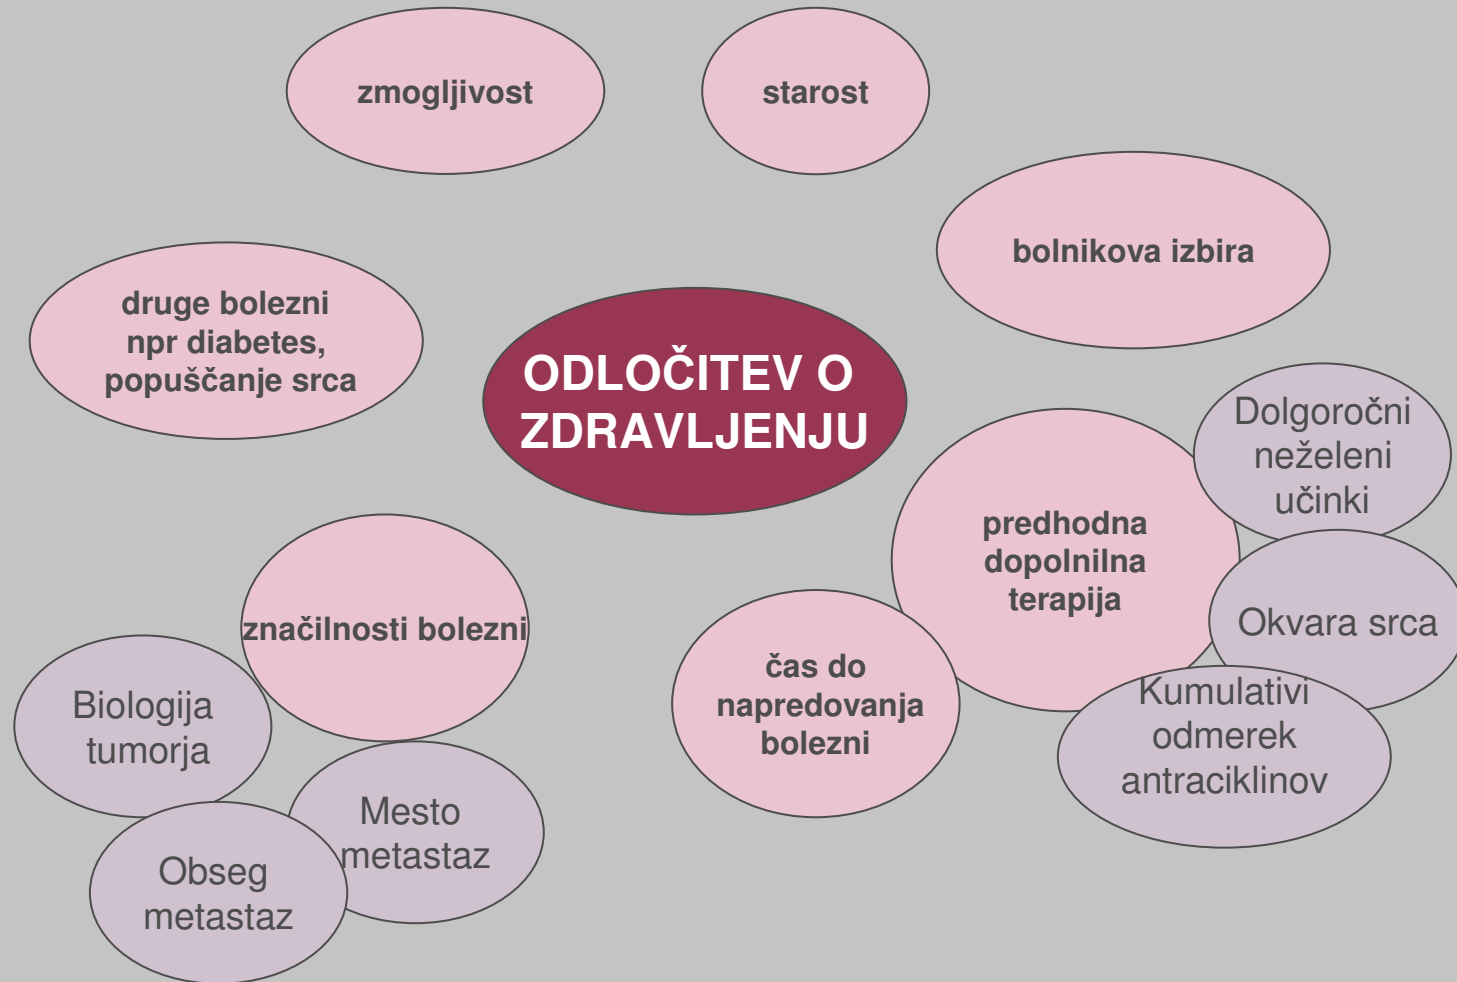 zmogljivost
starost
bolnikova izbira
druge bolezni
npr diabetes,
popuščanje srca
ODLOČITEV O
ZDRAVLJENJU
Dolgoročni
neželeni
učinki
predhodna
dopolnilna
terapija
Okvara srca
značilnosti bolezni
čas do
napredovanja
bolezni
Kumulativi
odmerek
antraciklinov
Biologija
tumorja
Mesto
metastaz
Obseg
metastaz